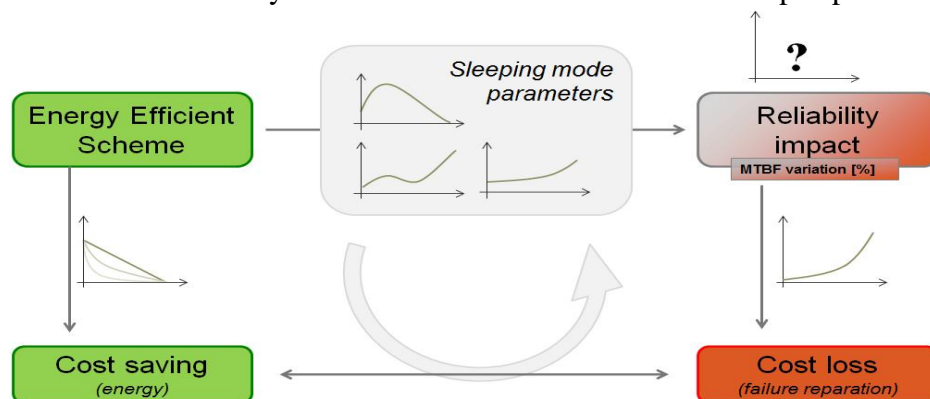 ?
Sleeping mode
parameters
Energy Efficient
Scheme
Reliability
impact
MTBF variation [%]
Cost saving
(energy)
Cost loss
(failure reparation)